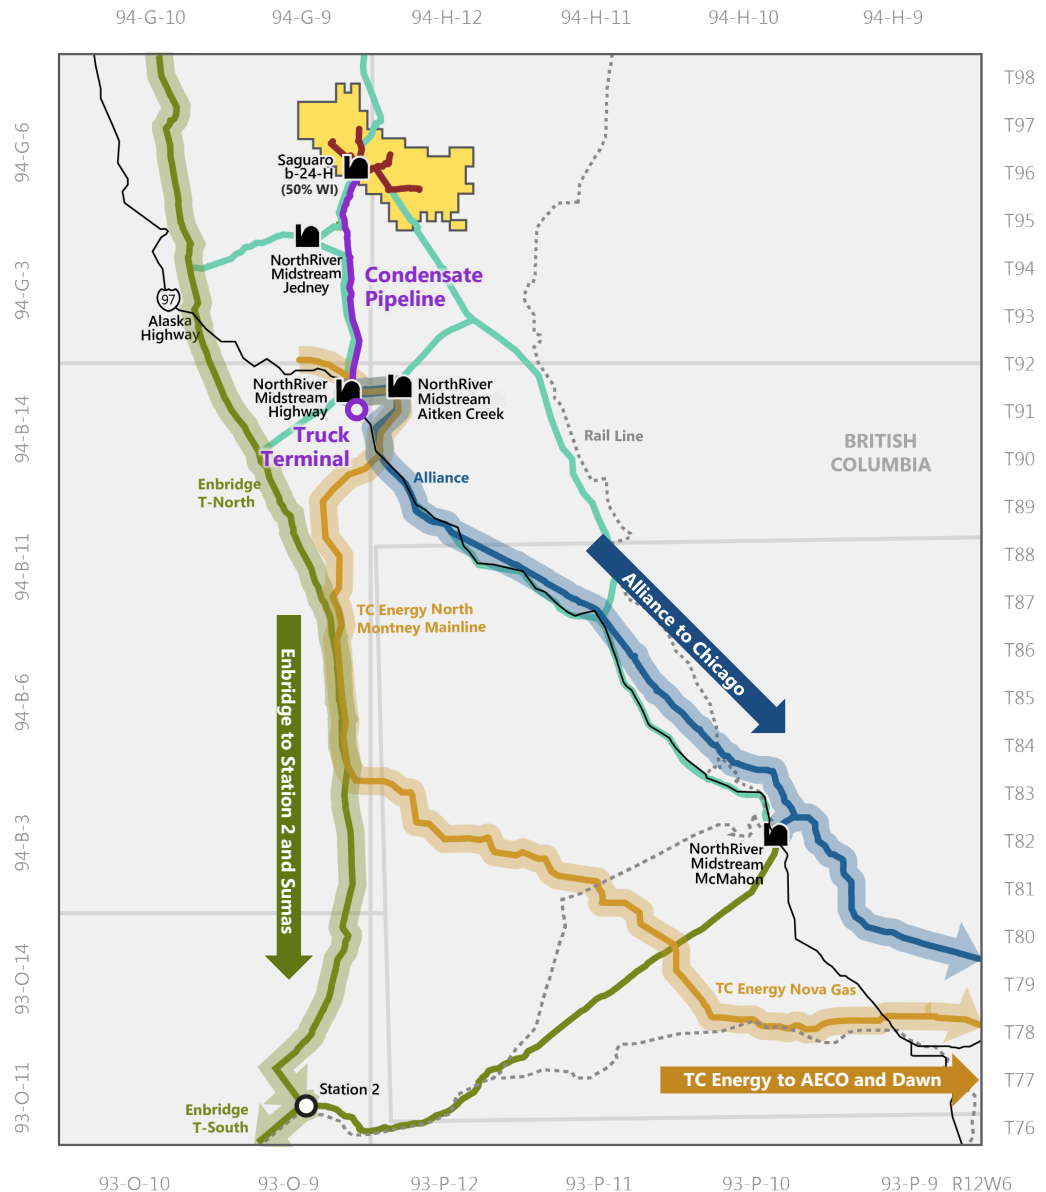 94-G-10
94-G-9
94-H-12
94-H-11
94-H-10
94-H-9
T98
T97
T96
T95
T94
T93
T92
T91
T90
T89
T88
T87
T86
T85
T84
T83
T82
T81
T80
T79
T78
T77
T76
94-G-6
94-G-3
94-B-14
94-B-11
94-B-6
94-B-3
93-O-14
93-O-11
Saguaro
b-24-H
(50% WI)
NorthRiver
Midstream
Jedney
Condensate
Pipeline
97
Alaska
Highway
NorthRiver
Midstream
Highway
NorthRiver
Midstream
Aitken Creek
Truck
Terminal
Rail Line
BRITISH
COLUMBIA
Enbridge
T-North
Alliance
TC Energy North
Montney Mainline
Alliance to Chicago
Enbridge to Station 2 and Sumas
NorthRiver
Midstream
McMahon
TC Energy Nova Gas
TC Energy to AECO and Dawn
Station 2
Enbridge
T-South
93-O-10
93-O-9
93-P-12
93-P-11
93-P-10
93-P-9
R12W6